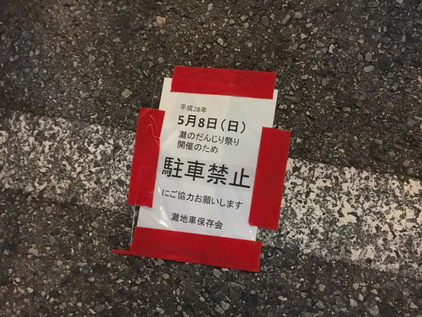 平成28年
5月8日(日)
灘のだんじり祭り
開催のため
駐車禁止
にご協力お願いします
灘地車保存会